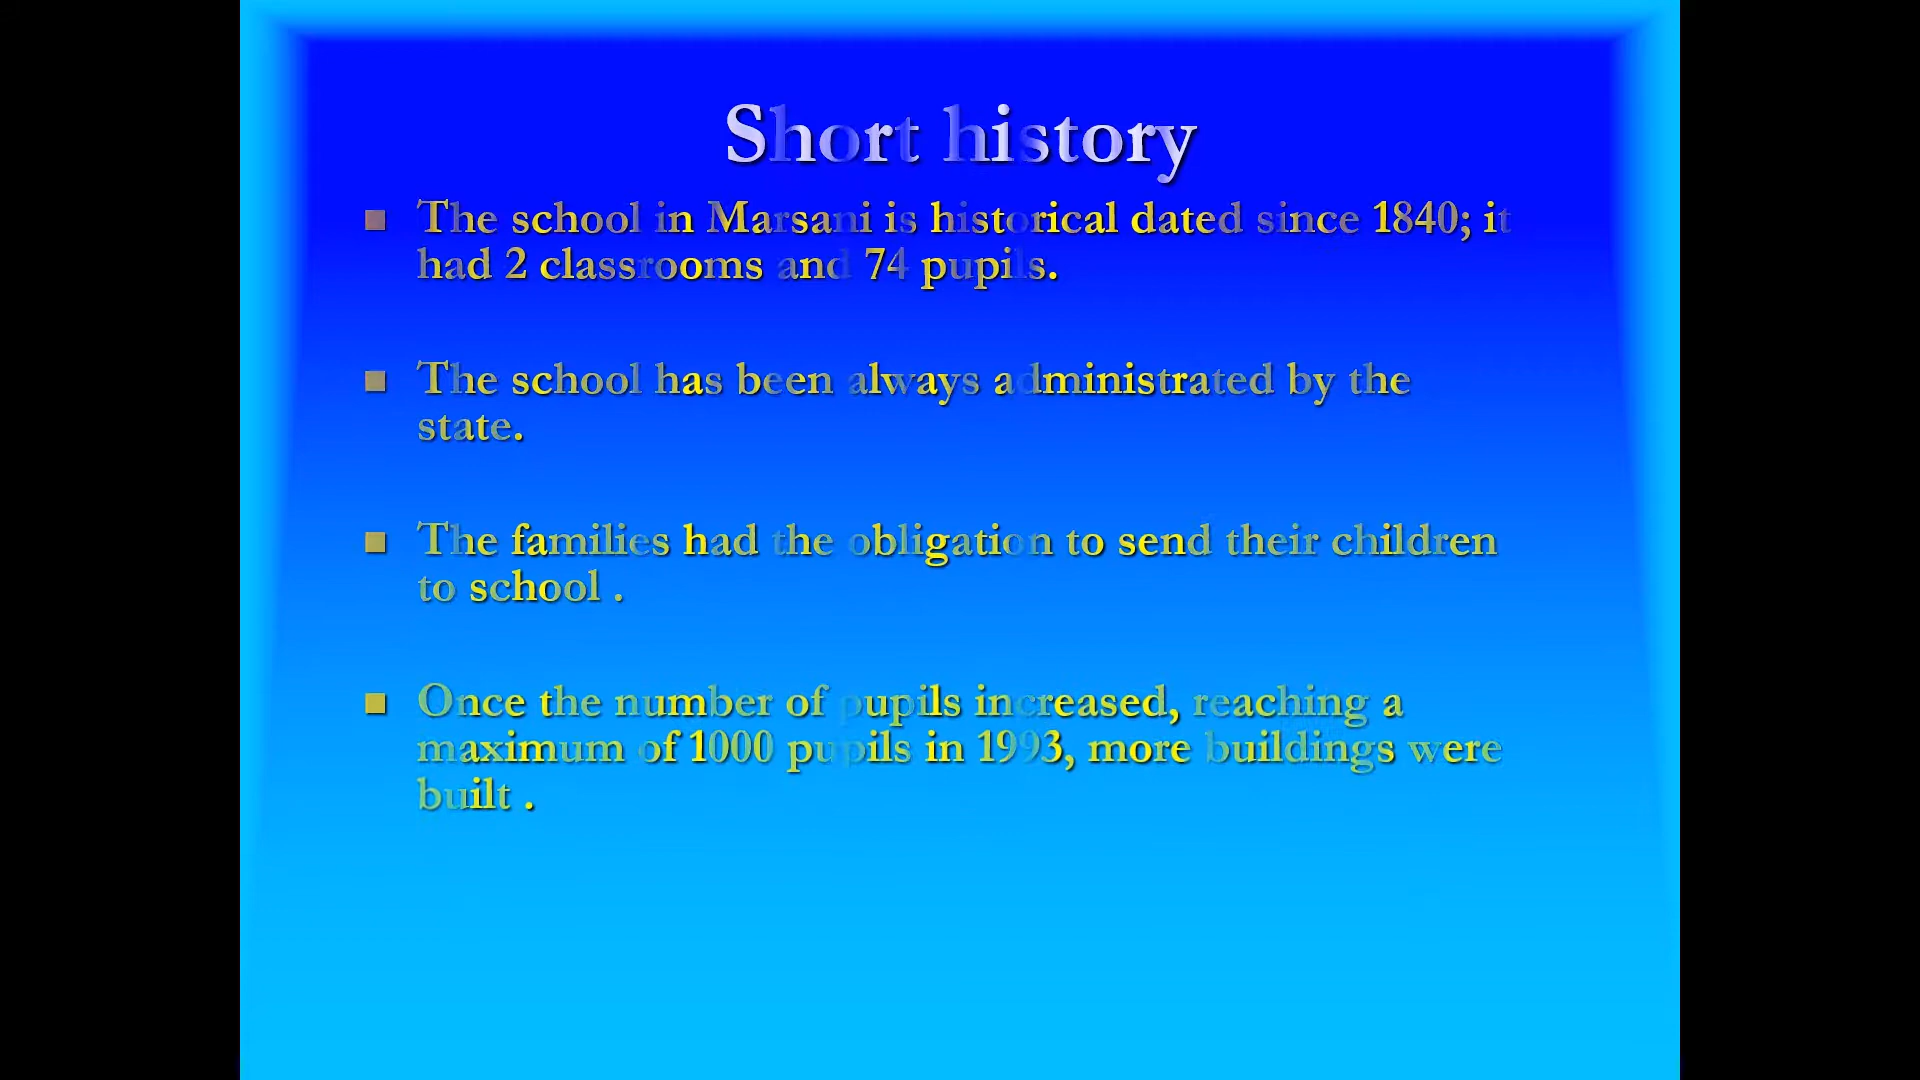 Short history
■ The school in Marsani is historical dated since 1840; it
had 2 classrooms and 74 pupils.
■ The school has been always administrated by the
state.
■ The families had the obligation to send their children
to school .
■ Once the number of pupils increased, reaching a
maximum of 1000 pupils in 1993, more buildings were
built .